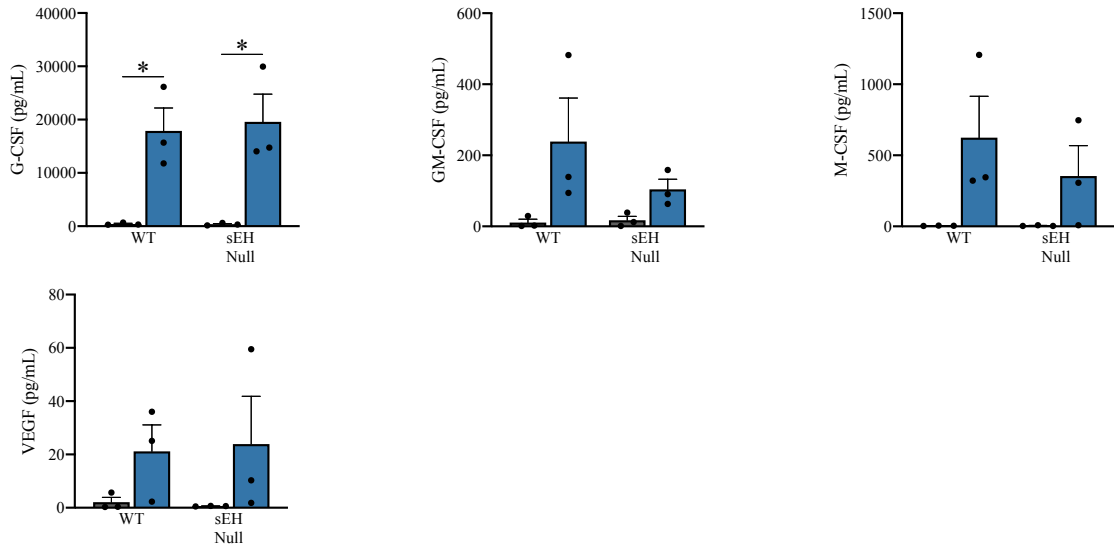 G-CSF (pg/mL)
40000
30000
20000
10000
0
*
*
WT
sEH
Null
GM-CSF (pg/mL)
600
400
200
0
WT
sEH
Null
M-CSF (pg/mL)
1500
1000
500
0
WT
sEH
Null
VEGF (pg/mL)
80
60
40
20
0
WT
sEH
Null